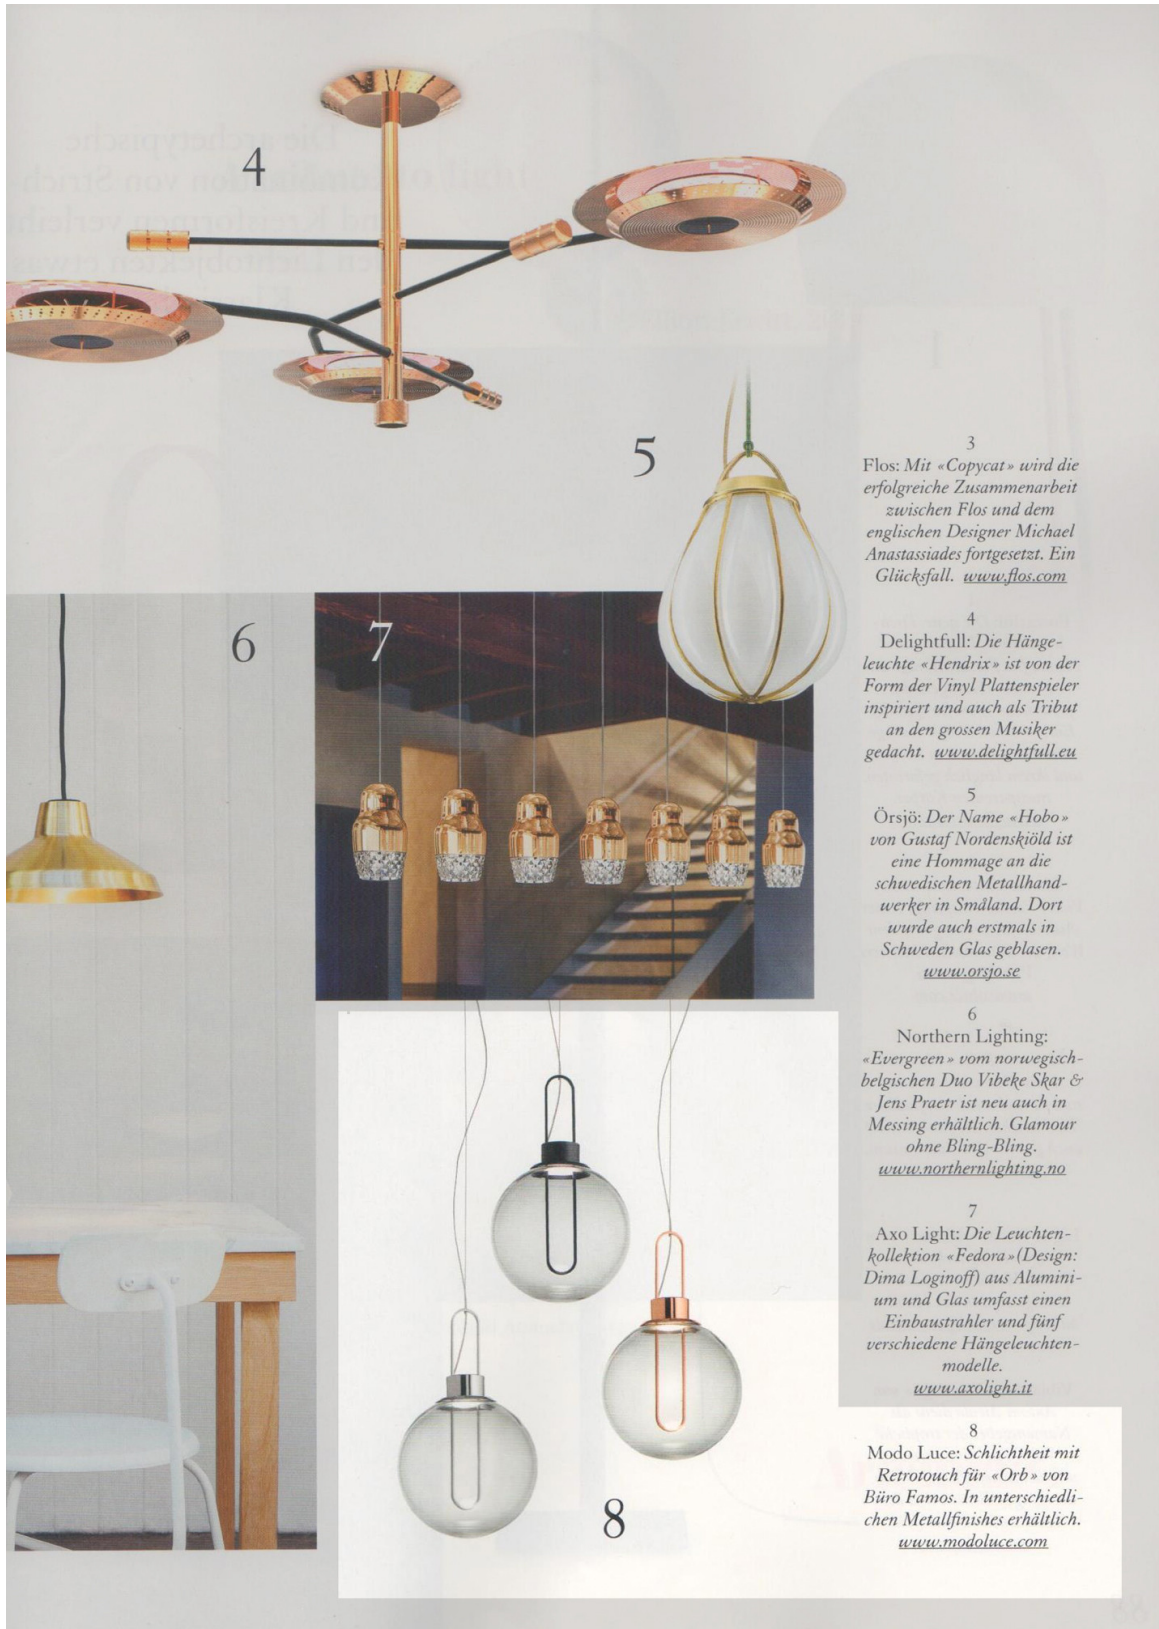 4
5
6
7
8
3
Flos: Mit «Copycat» wird die
erfolgreiche Zusammenarbeit
zwischen Flos und dem
englischen Designer Michael
Anastassiades fortgesetzt. Ein
Glücksfall. www.flos.com
4
Delightfull: Die Hänge-
leuchte «Hendrix» ist von der
Form der Vinyl Plattenspieler
inspiriert und auch als Tribut
an den grossen Musiker
gedacht. www.delightfull.eu
5
Örsjö: Der Name «Hobo»
von Gustaf Nordenskiöld ist
eine Hommage an die
schwedischen Metallhand-
werker in Småland. Dort
wurde auch erstmals in
Schweden Glas geblasen.
www.orsjo.se
6
Northern Lighting:
«Evergreen» vom norwegisch-
belgischen Duo Vibeke Skar &
Jens Praetr ist neu auch in
Messing erhältlich. Glamour
ohne Bling-Bling.
www.northernlighting.no
7
Axo Light: Die Leuchten-
kollektion «Fedora» (Design:
Dima Loginoff) aus Alumini-
um und Glas umfasst einen
Einbaustrahler und fünf
verschiedene Hängeleuchten-
modelle.
www.axolight.it
8
Modo Luce: Schlichtheit mit
Retrotouch für «Orb» von
Büro Famos. In unterschiedli-
chen Metallfinishes erhältlich.
www.modoluce.com